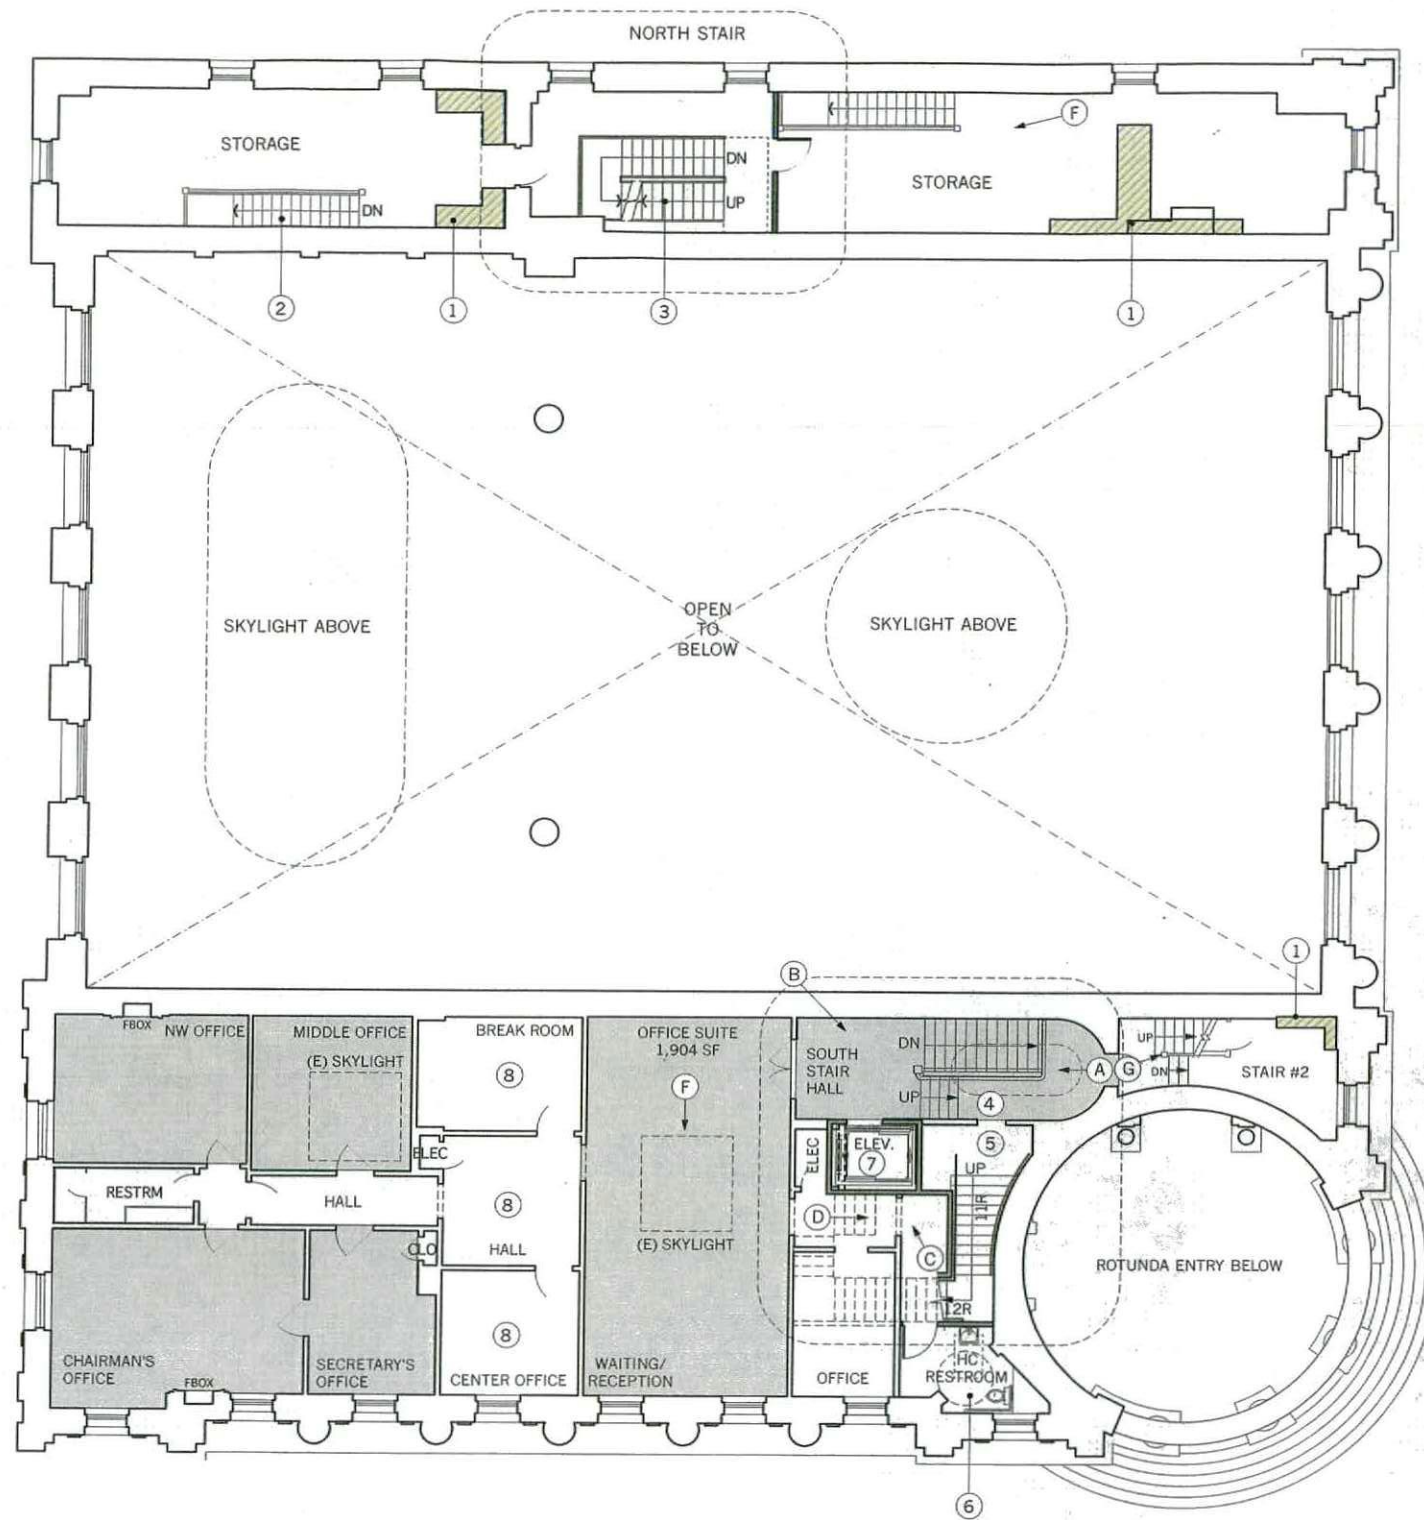 NORTH STAIR
F
STORAGE
DN
STORAGE
UP
DN
2
1
3
1
SKYLIGHT ABOVE
OPEN
TO
BELOW
SKYLIGHT ABOVE
1
B
FBOX
NW OFFICE
MIDDLE OFFICE
(E) SKYLIGHT
BREAK ROOM
8
OFFICE SUITE
1,904 SF
F
SOUTH
STAIR
HALL
DN
UP
A
G
4
UP
DN
STAIR #2
ELEC
ELEC
ELEV.
7
5
UP
11R
RESTRM
HALL
8
HALL
CLO
(E) SKYLIGHT
D
C
12R
ROTUNDA ENTRY BELOW
CHAIRMAN'S
OFFICE
FBOX
SECRETARY'S
OFFICE
8
CENTER OFFICE
WAITING/
RECEPTION
OFFICE
HC
RESTROOM
6